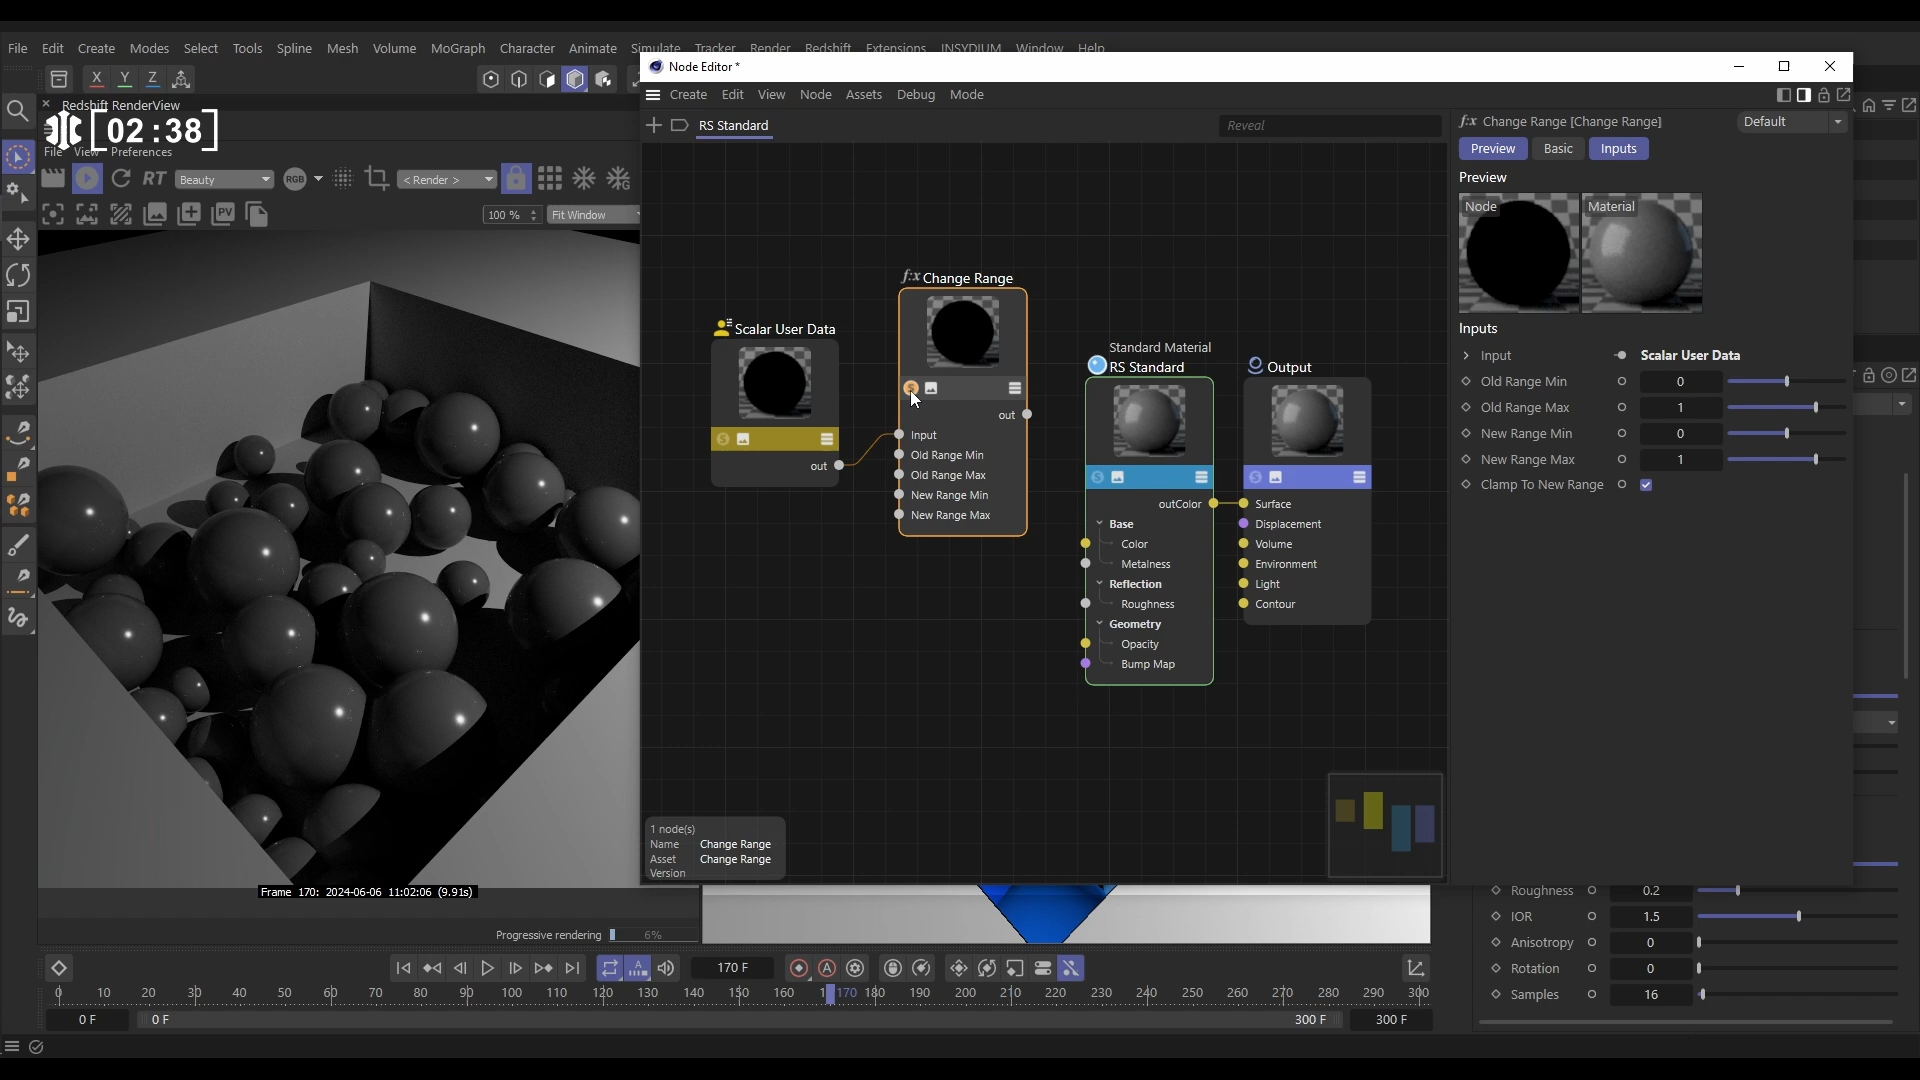 File Edit Create Modes Select Tools Spline Mesh Volume MoGraph Character Animate Simulate Tracker Render Redshift Extensions INSYDIUM Window Help
Node Editor *
X Y Z
Create Edit View Node Assets Debug Mode
Redshift RenderView
[02:38]
File View Preferences
RS Standard
Reveal
f:x Change Range [Change Range]
Default
Preview Basic Inputs
Preview
Node Material
RT Beauty RGB < Render >
PV 100 % Fit Window
f:x Change Range
out
Input
Old Range Min
Old Range Max
New Range Min
New Range Max
Scalar User Data
out
Standard Material
RS Standard
outColor
Base
Color
Metalness
Reflection
Roughness
Geometry
Opacity
Bump Map
Output
Surface
Displacement
Volume
Environment
Light
Contour
Inputs
Input Scalar User Data
Old Range Min 0
Old Range Max 1
New Range Min 0
New Range Max 1
Clamp To New Range
1 node(s)
Name Change Range
Asset Change Range
Version
Frame 170: 2024-06-06 11:02:06 (9.91s)
Progressive rendering 6%
Roughness 0.2
IOR 1.5
Anisotropy 0
Rotation 0
Samples 16
170 F
0 10 20 30 40 50 60 70 80 90 100 110 120 130 140 150 160 170 180 190 200 210 220 230 240 250 260 270 280 290 300
0 F 0 F 300 F 300 F